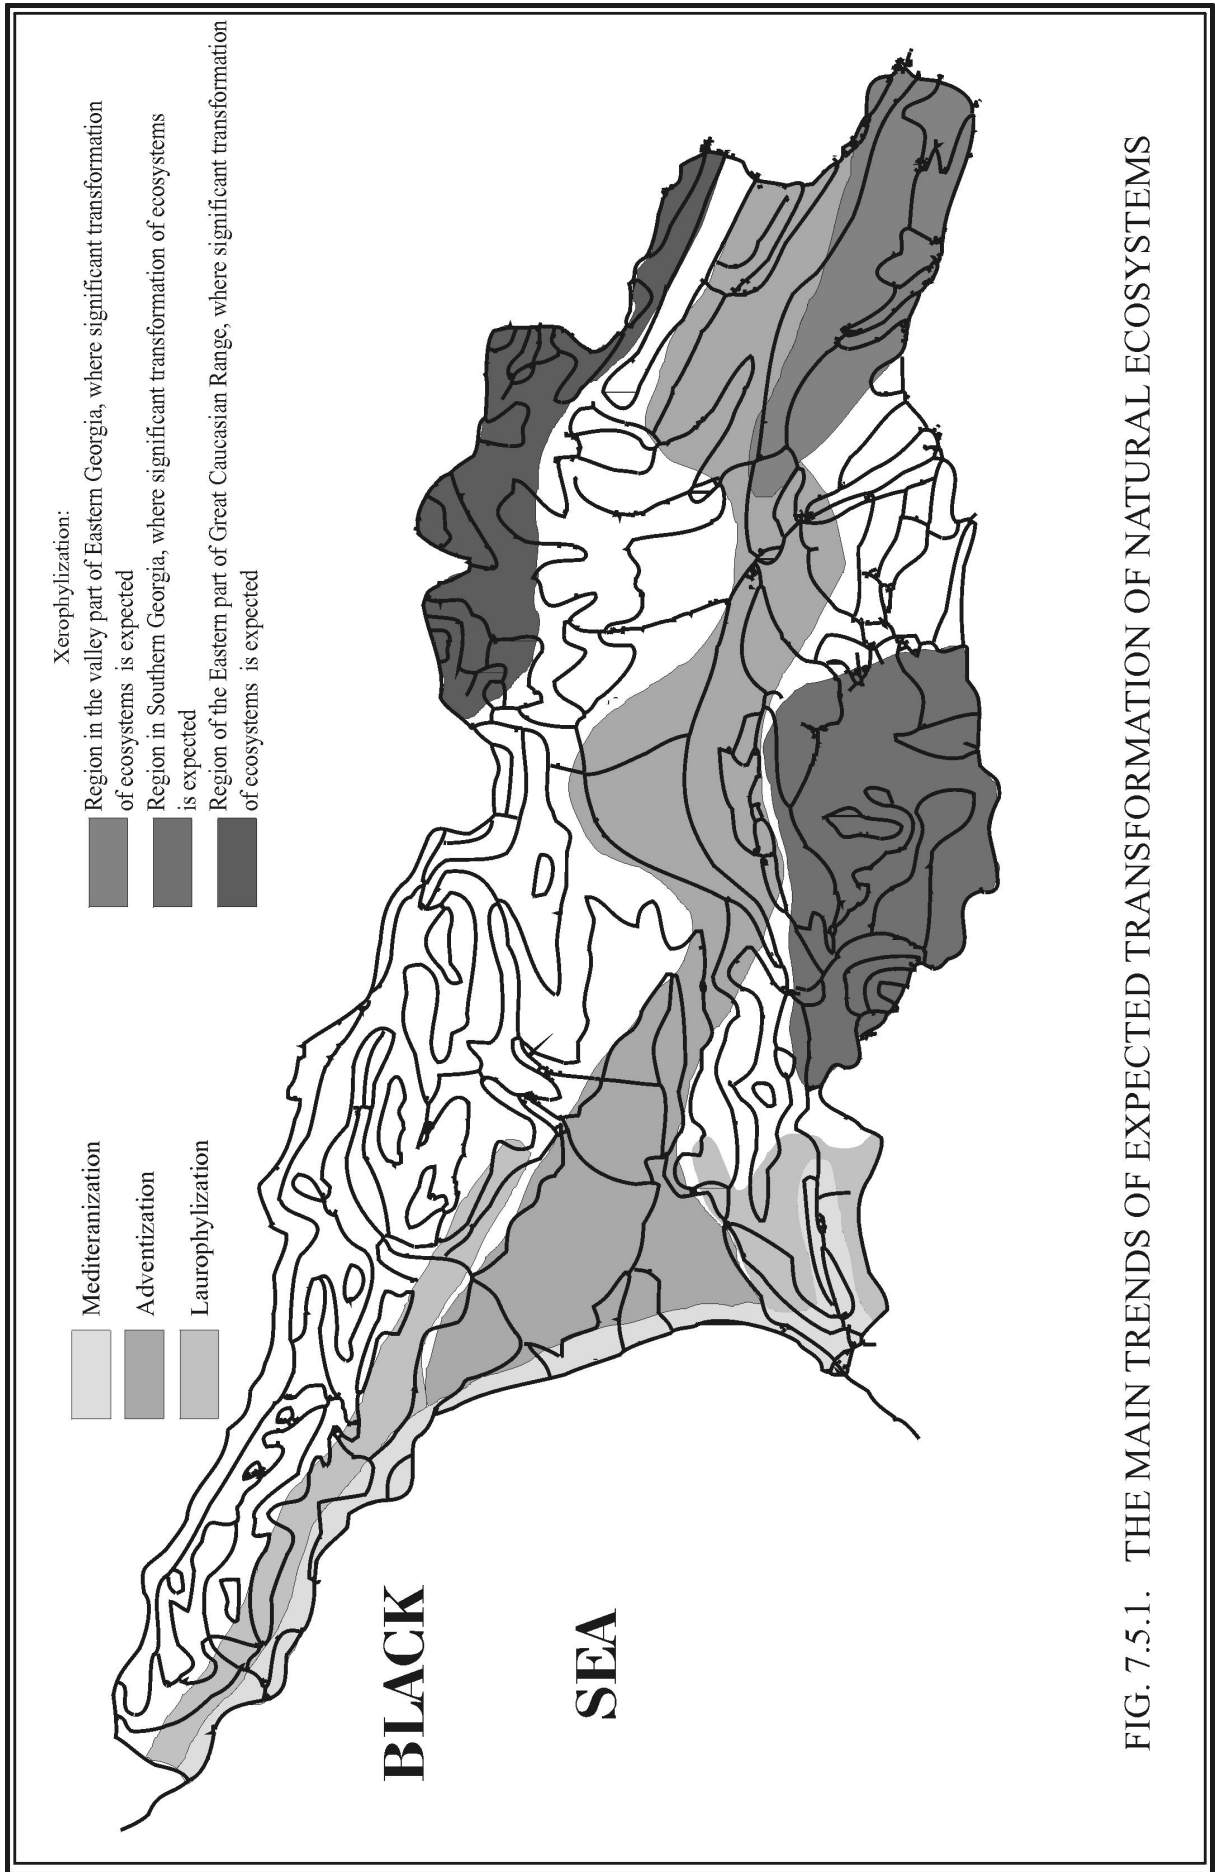 Mediteranization
Adventization
Laurophylization
Xerophylization:
Region in the valley part of Eastern Georgia, where significant transformation
of ecosystems is expected
Region in Southern Georgia, where significant transformation of ecosystems
is expected
Region of the Eastern part of Great Caucasian Range, where significant transformation
of ecosystems is expected
BLACK
SEA
FIG. 7.5.1. THE MAIN TRENDS OF EXPECTED TRANSFORMATION OF NATURAL ECOSYSTEMS